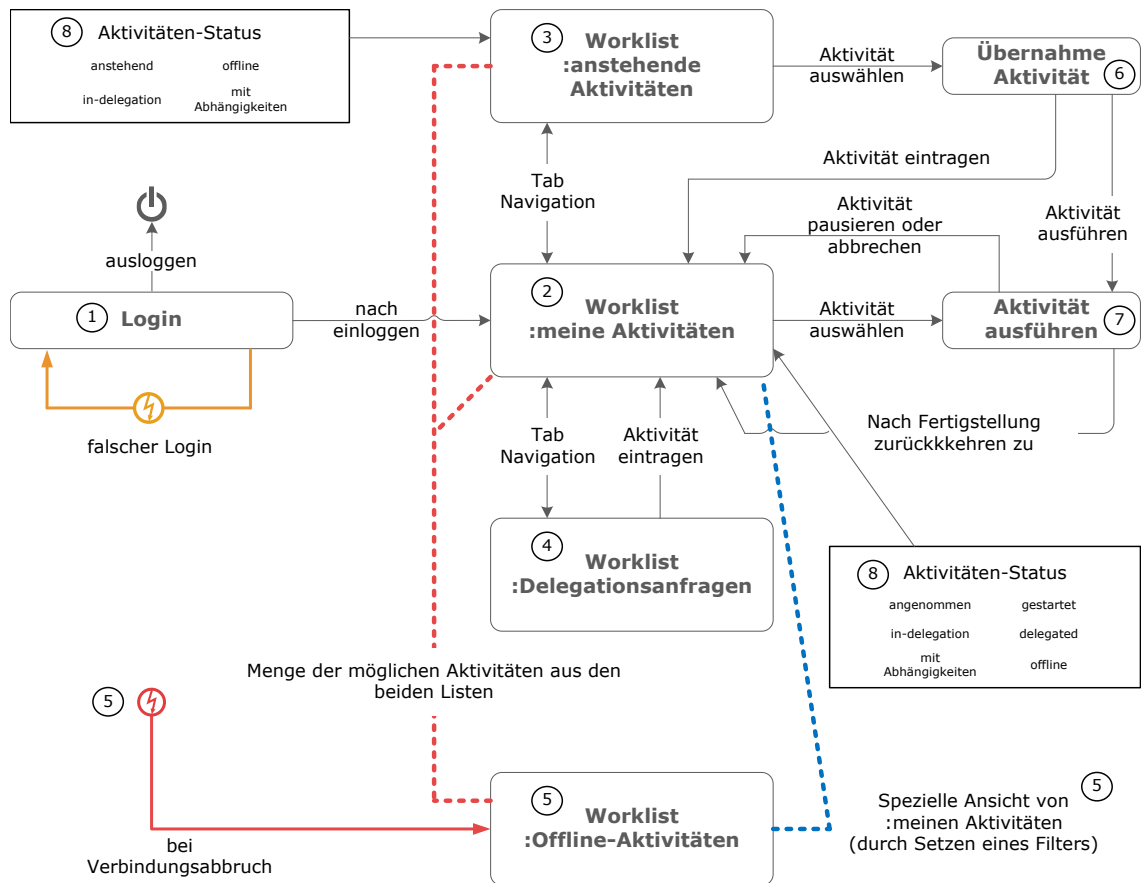 8 Aktivitäten-Status
anstehend offline
in-delegation mit
Abhängigkeiten
3 Worklist
:anstehende
Aktivitäten
Aktivität
auswählen
Übernahme
Aktivität 6
Tab
Navigation
Aktivität eintragen
Aktivität
pausieren oder
abbrechen
Aktivität
ausführen
ausloggen
1 Login
nach
einloggen
2 Worklist
:meine Aktivitäten
Aktivität
auswählen
Aktivität
ausführen 7
falscher Login
Tab
Navigation
Aktivität
eintragen
Nach Fertigstellung
zurückkkehren zu
4 Worklist
:Delegationsanfragen
8 Aktivitäten-Status
angenommen gestartet
in-delegation delegated
mit
Abhängigkeiten offline
Menge der möglichen Aktivitäten aus den
beiden Listen
5
bei
Verbindungsabbruch
5 Worklist
:Offline-Aktivitäten
Spezielle Ansicht von 5
:meinen Aktivitäten
(durch Setzen eines Filters)